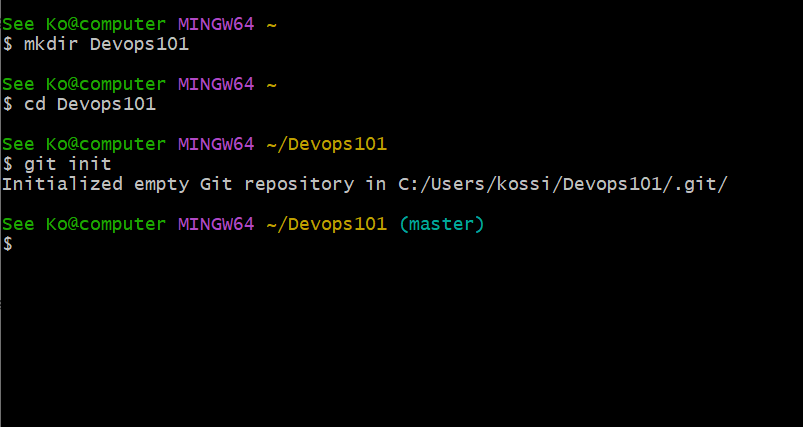 See Ko@computer MINGW64 ~
$ mkdir Devops101
See Ko@computer MINGW64 ~
$ cd Devops101
See Ko@computer MINGW64 ~/Devops101
$ git init
Initialized empty Git repository in C:/Users/kossi/Devops101/.git/
See Ko@computer MINGW64 ~/Devops101 (master)
$